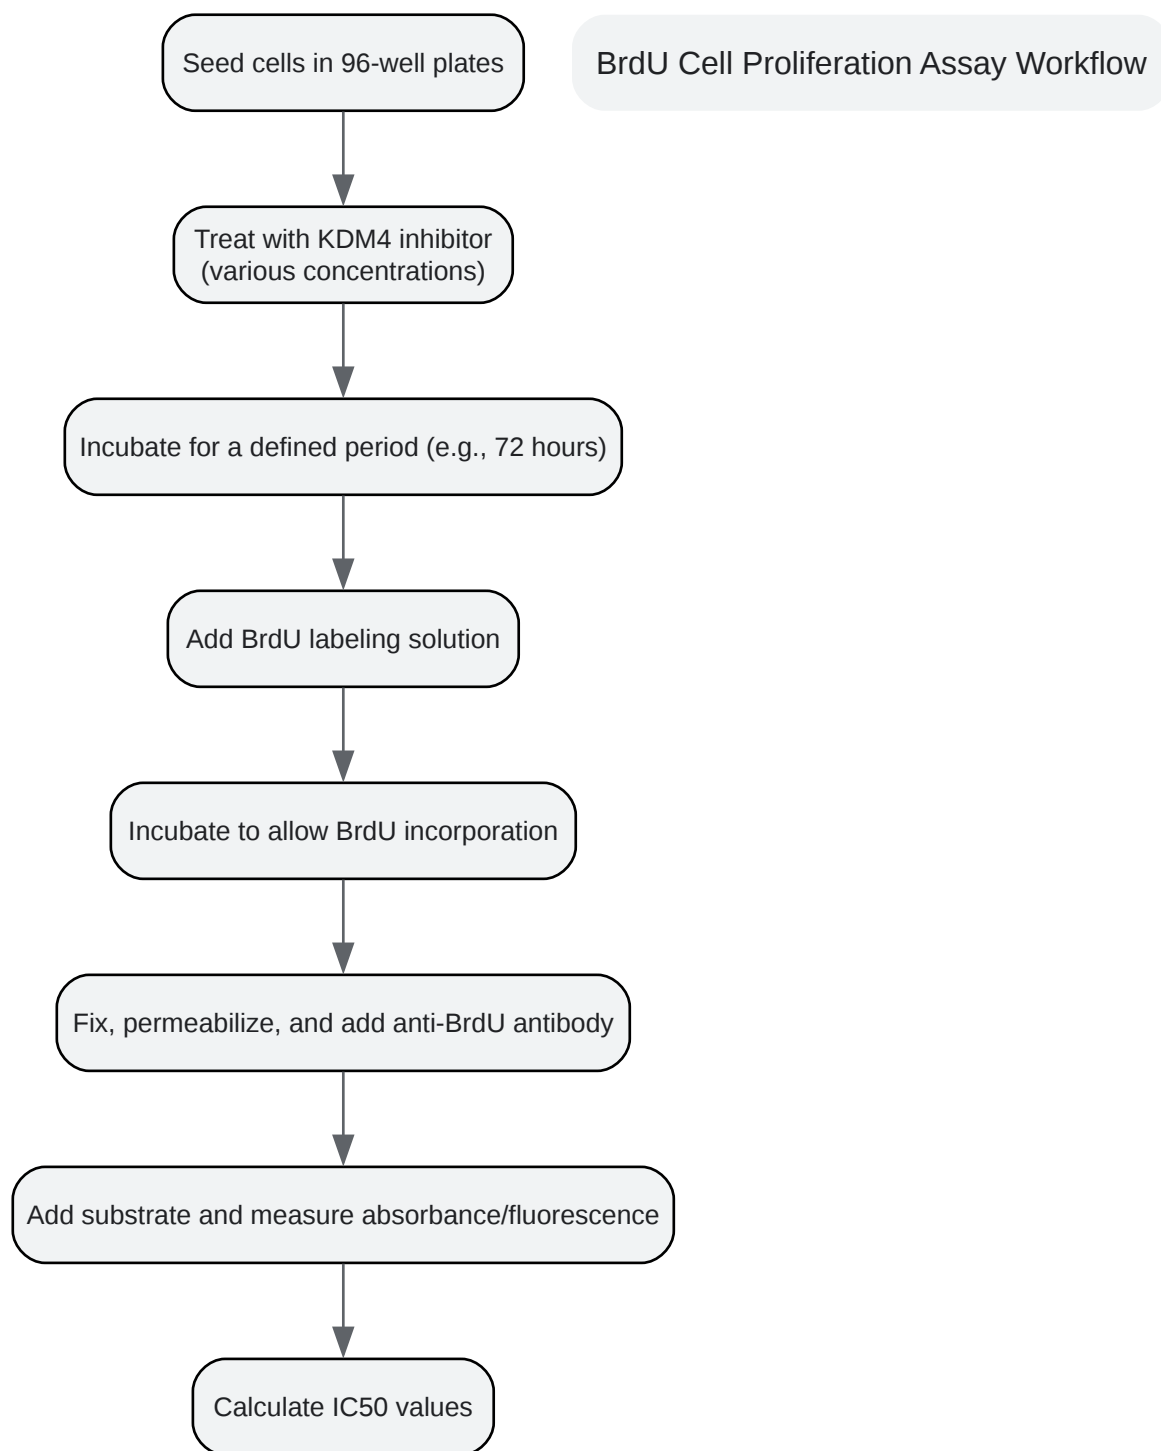 Seed cells in 96-well plates
BrdU Cell Proliferation Assay Workflow
Treat with KDM4 inhibitor
(various concentrations)
Incubate for a defined period (e.g., 72 hours)
Add BrdU labeling solution
Incubate to allow BrdU incorporation
Fix, permeabilize, and add anti-BrdU antibody
Add substrate and measure absorbance/fluorescence
Calculate IC50 values